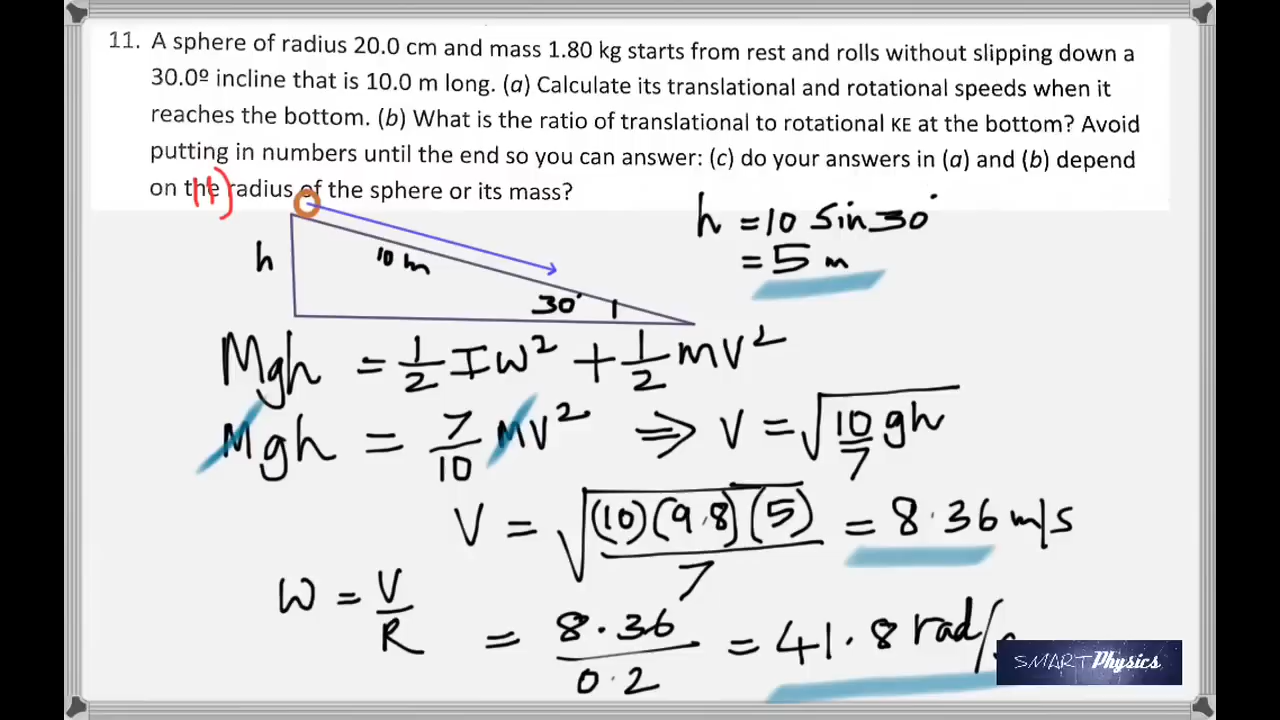 11. A sphere of radius 20.0 cm and mass 1.80 kg starts from rest and rolls without slipping down a
30.0º incline that is 10.0 m long. (a) Calculate its translational and rotational speeds when it
reaches the bottom. (b) What is the ratio of translational to rotational KE at the bottom? Avoid
putting in numbers until the end so you can answer: (c) do your answers in (a) and (b) depend
on the radius of the sphere or its mass?
11)
h = 10 Sin 30°
= 5 m
h
10 m
30°
Mgh = 1/2 Iω² + 1/2 mV²
Mgh = 7/10 MV² ⇒ V = √(10/7 gh)
V = √((10)(9.8)(5)/7) = 8.36 m/s
W = V/R = 8.36/0.2 = 41.8 rad/
SMART Physics